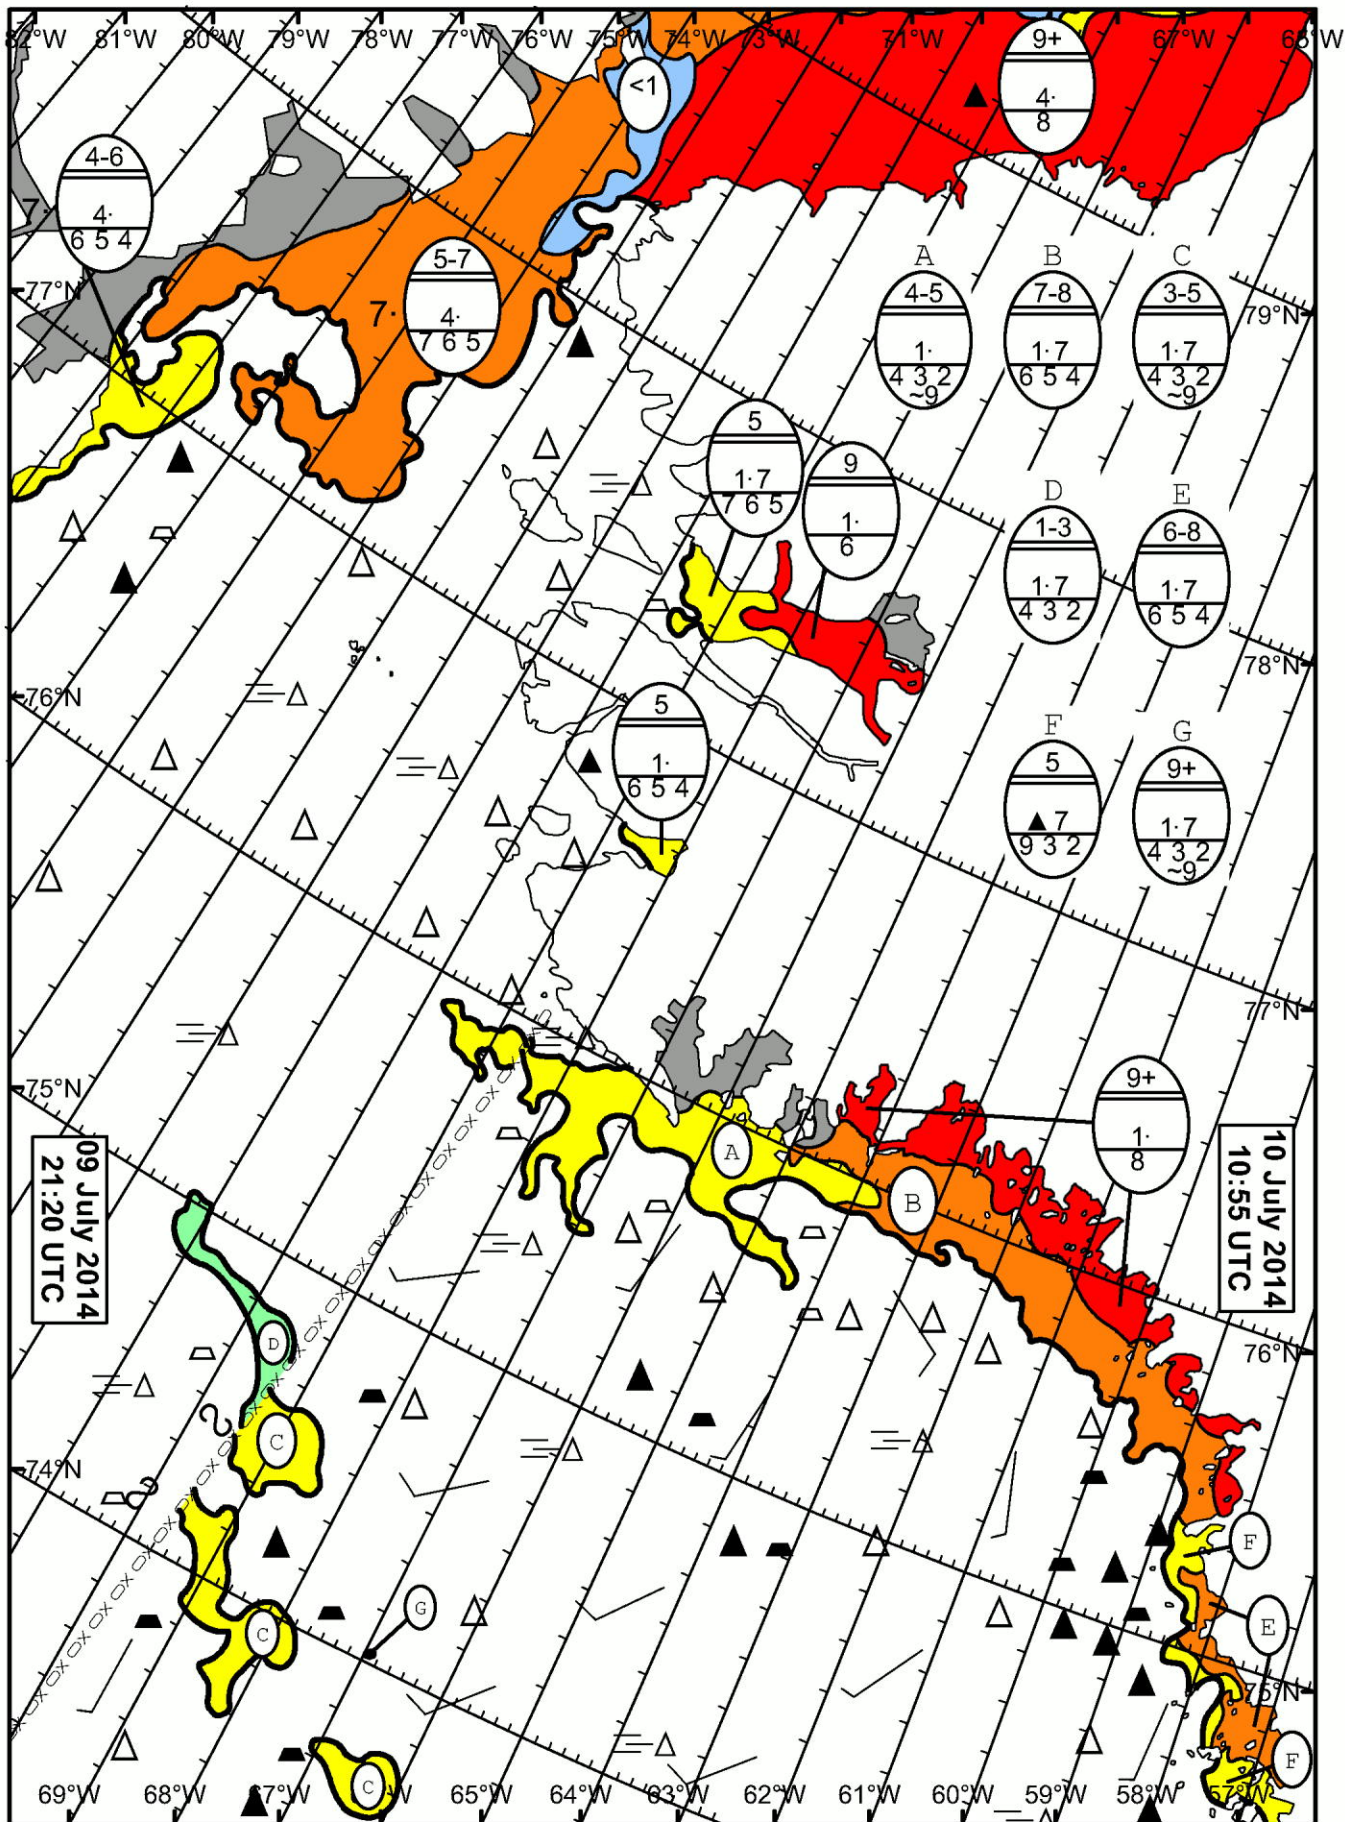 82°W 81°W 80°W 79°W 78°W 77°W 76°W 75°W 74°W 73°W 71°W 67°W
9+
4·
8
<1
4-6
7· 4·
6 5 4
5-7
7· 4·
7 6 5
77°N
79°N
A B C
4-5 7-8 3-5
1· 1·7 1·7
4 3 2 6 5 4 4 3 2
~9 ~9
5
1·7
7 6 5
9
1·
6
D E
1-3 6-8
1·7 1·7
4 3 2 6 5 4
78°N
76°N
5
1·
6 5 4
F G
5 9+
7 1·7
9 3 2 4 3 2
~9
77°N
75°N
9+
1·
8
A
B
09 July 2014
21:20 UTC
10 July 2014
10:55 UTC
D
76°N
C
74°N
F
G
C
E
75°N
F
C
69°W 68°W 67°W 65°W 64°W 63°W 62°W 61°W 60°W 59°W 58°W 57°W